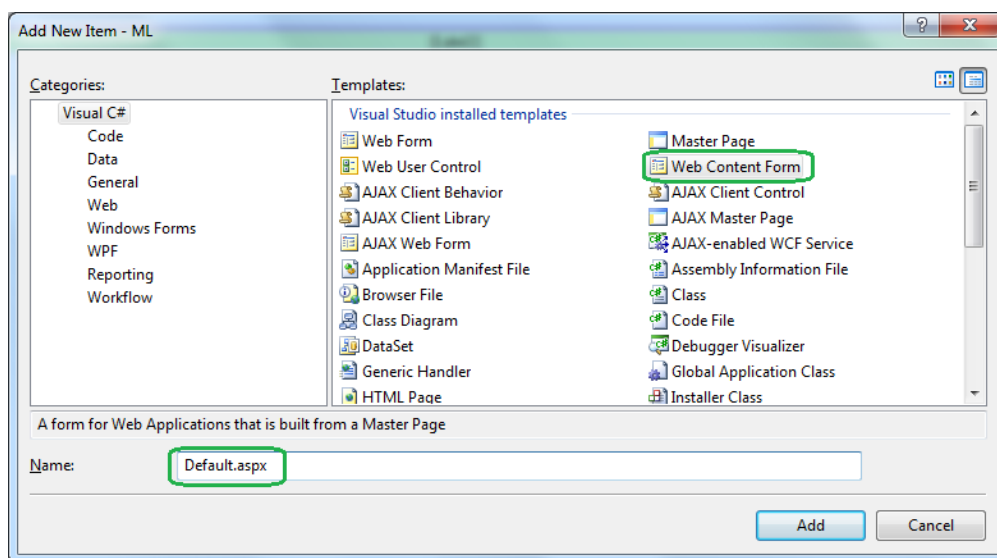 Add New Item - ML
Categories:
Templates:
Visual C#
Code
Data
General
Web
Windows Forms
WPF
Reporting
Workflow
Visual Studio installed templates
Web Form
Master Page
Web User Control
Web Content Form
AJAX Client Behavior
AJAX Client Control
AJAX Client Library
AJAX Master Page
AJAX Web Form
AJAX-enabled WCF Service
Application Manifest File
Assembly Information File
Browser File
Class
Class Diagram
Code File
DataSet
Debugger Visualizer
Generic Handler
Global Application Class
HTML Page
Installer Class
A form for Web Applications that is built from a Master Page
Name:
Default.aspx
Add
Cancel